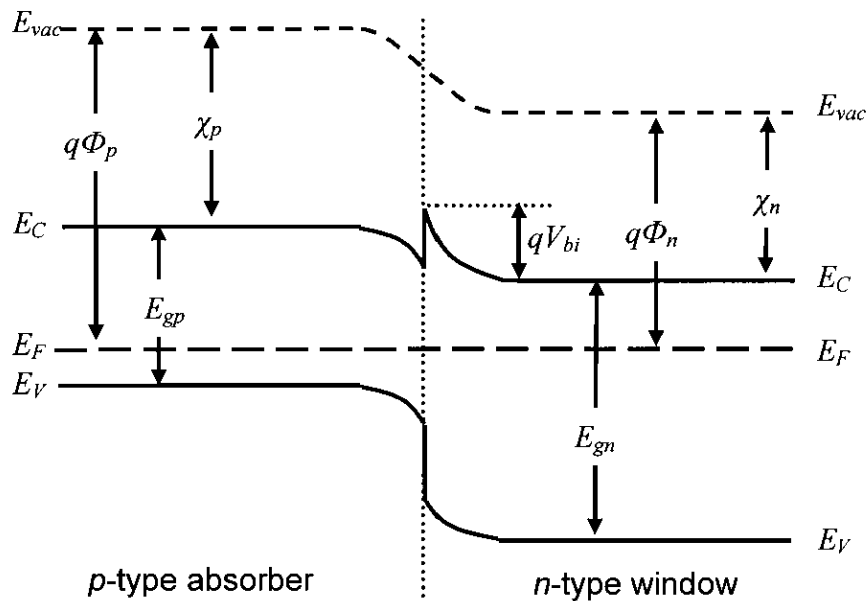 E_vac
E_vac
χ_p
qΦ_p
χ_n
E_C
qV_bi
qΦ_n
E_C
E_gp
E_F
E_F
E_V
E_gn
E_V
p-type absorber
n-type window